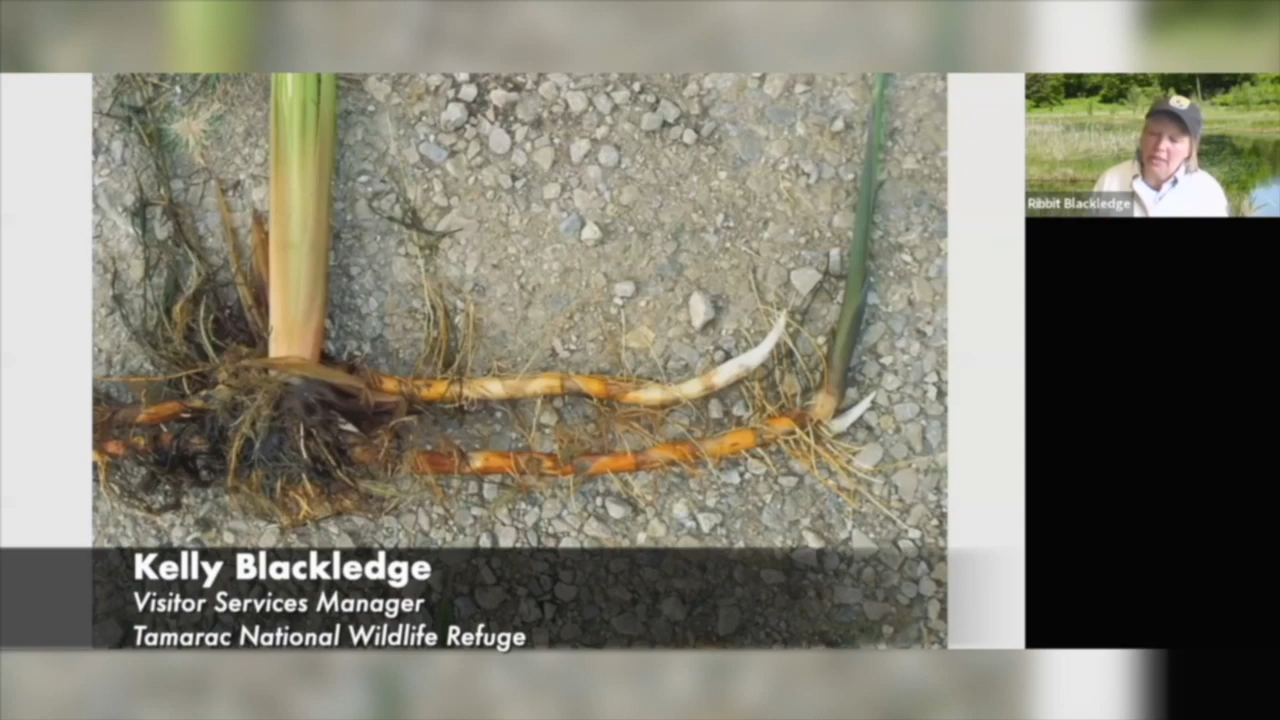 Ribbit Blackledge
Kelly Blackledge
Visitor Services Manager
Tamarac National Wildlife Refuge